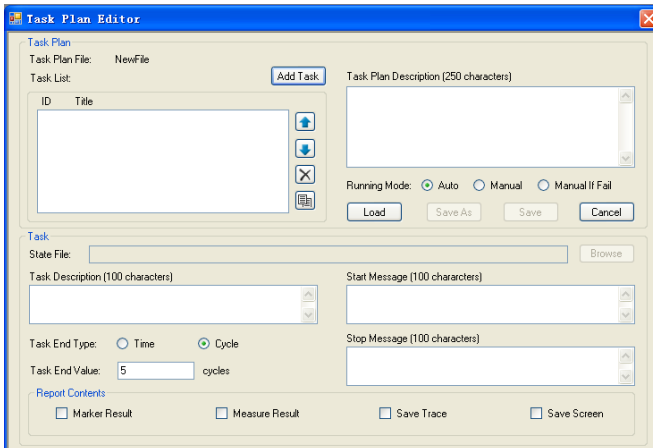 Task Plan Editor
Task Plan
Task Plan File: NewFile
Task List:
Add Task
ID Title
Task Plan Description (250 characters)
Running Mode: Auto Manual Manual If Fail
Load Save As Save Cancel
Task
State File: Browse
Task Description (100 characters)
Start Message (100 chararcters)
Task End Type: Time Cycle
Stop Message (100 characters)
Task End Value: 5 cycles
Report Contents
Marker Result Measure Result Save Trace Save Screen